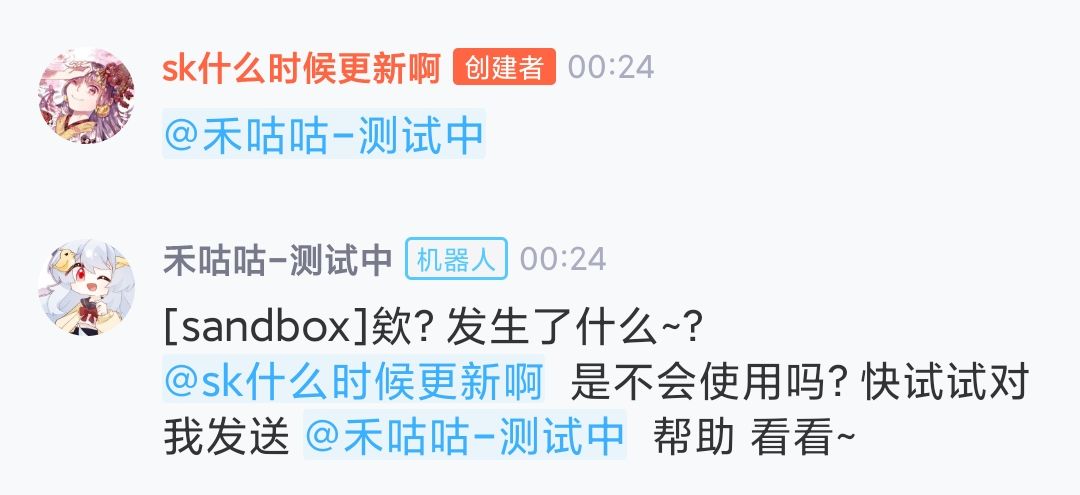 sk什么时候更新啊 创建者 00:24
@禾咕咕-测试中
禾咕咕-测试中 机器人 00:24
[sandbox]欸? 发生了什么~?
@sk什么时候更新啊 是不会使用吗? 快试试对
我发送 @禾咕咕-测试中 帮助 看看~